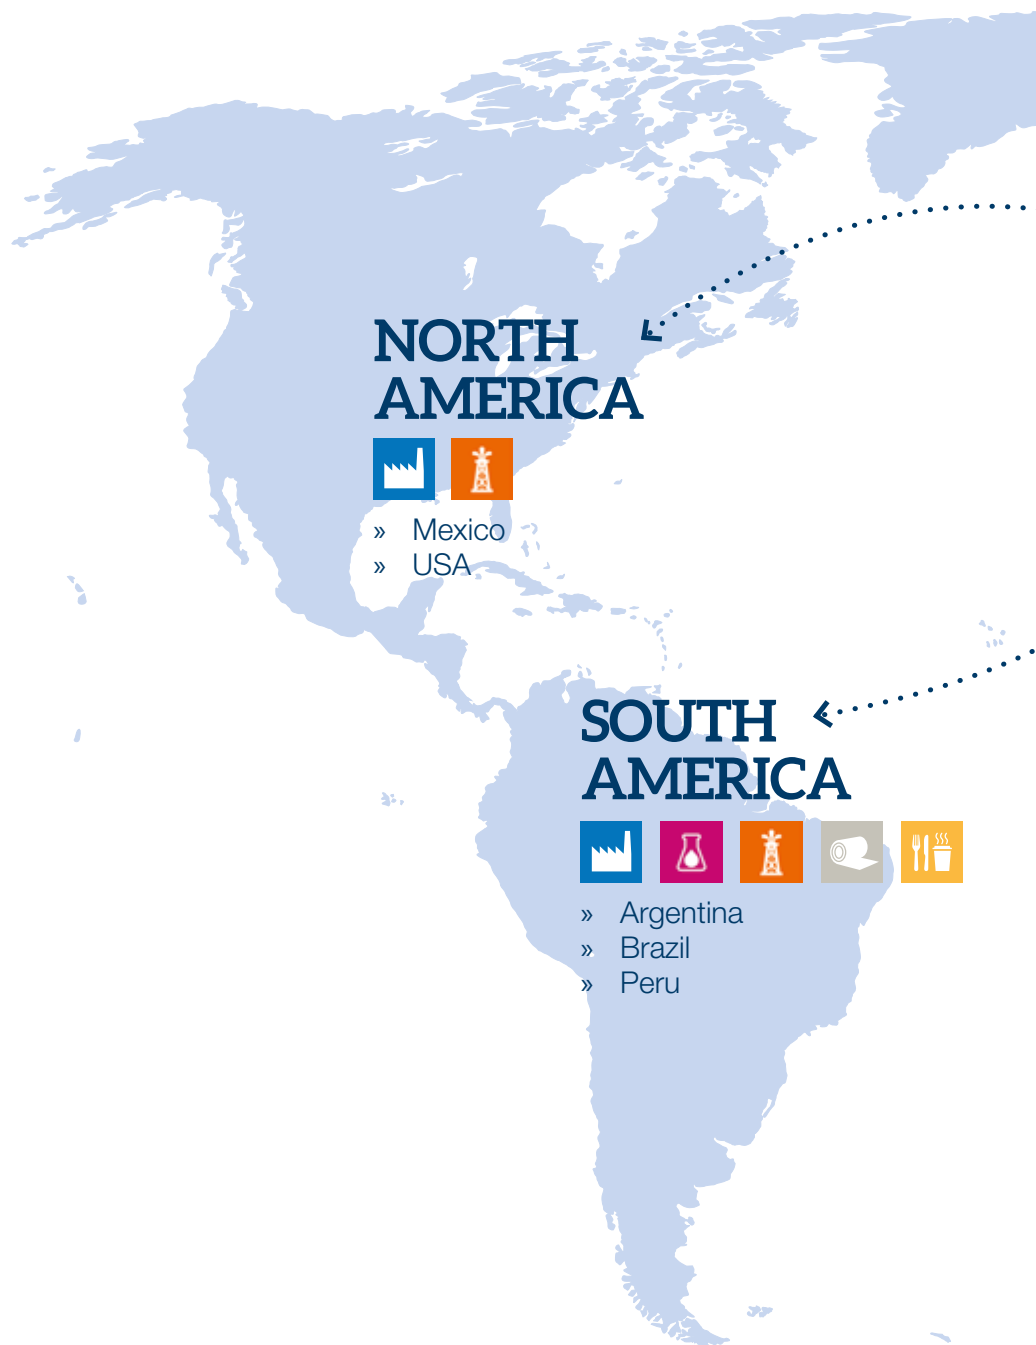 NORTH
AMERICA
» Mexico
» USA
SOUTH
AMERICA
» Argentina
» Brazil
» Peru